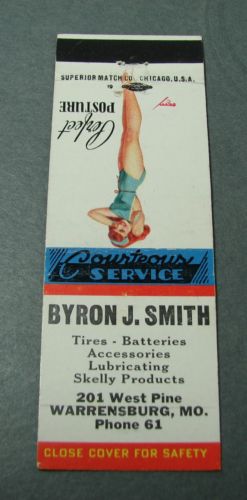 SUPERIOR MATCH CO. CHICAGO, U.S.A.
Perfect
POSTURE
Courteous
SERVICE
BYRON J. SMITH
Tires - Batteries
Accessories
Lubricating
Skelly Products
201 West Pine
WARRENSBURG, MO.
Phone 61
CLOSE COVER FOR SAFETY